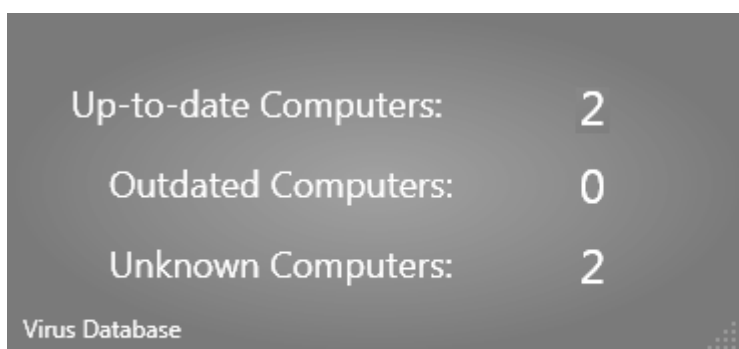 Up-to-date Computers: 2
Outdated Computers: 0
Unknown Computers: 2
Virus Database